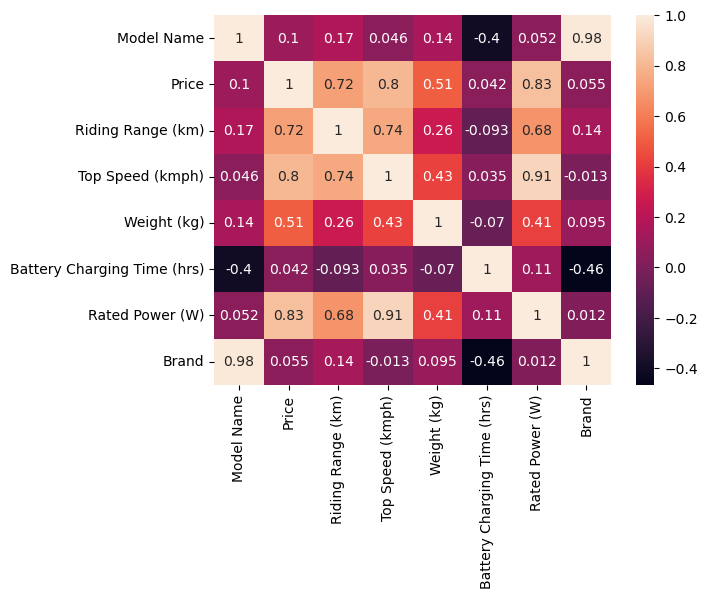 Model Name 1 0.1 0.17 0.046 0.14 -0.4 0.052 0.98
Price 0.1 1 0.72 0.8 0.51 0.042 0.83 0.055
Riding Range (km) 0.17 0.72 1 0.74 0.26 -0.093 0.68 0.14
Top Speed (kmph) 0.046 0.8 0.74 1 0.43 0.035 0.91 -0.013
Weight (kg) 0.14 0.51 0.26 0.43 1 -0.07 0.41 0.095
Battery Charging Time (hrs) -0.4 0.042 -0.093 0.035 -0.07 1 0.11 -0.46
Rated Power (W) 0.052 0.83 0.68 0.91 0.41 0.11 1 0.012
Brand 0.98 0.055 0.14 -0.013 0.095 -0.46 0.012 1
Model Name
Price
Riding Range (km)
Top Speed (kmph)
Weight (kg)
Battery Charging Time (hrs)
Rated Power (W)
Brand
1.0
0.8
0.6
0.4
0.2
0.0
−0.2
−0.4